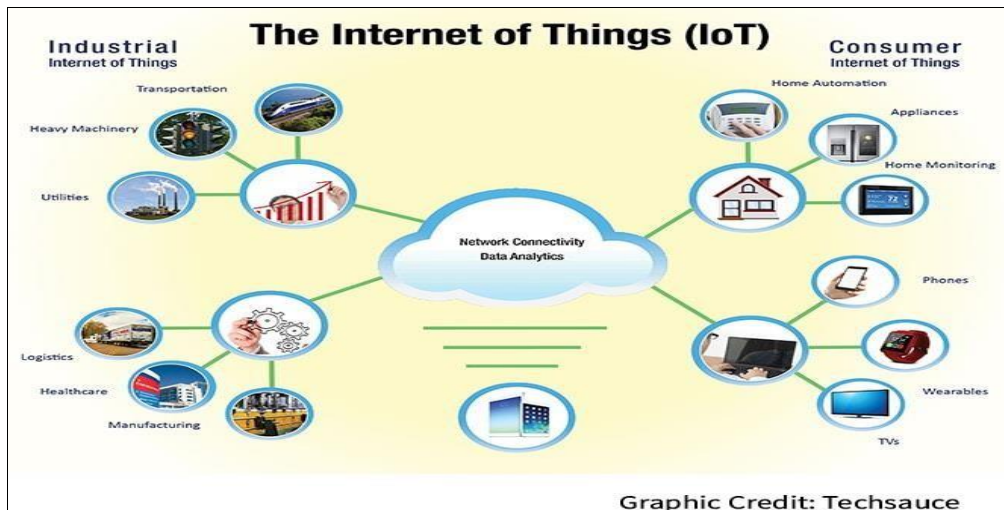 The Internet of Things (IoT)
Industrial
Internet of Things
Consumer
Internet of Things
Transportation
Heavy Machinery
Utilities
Home Automation
Appliances
Home Monitoring
72
Network Connectivity
Data Analytics
Phones
Wearables
TVs
Logistics
Healthcare
Manufacturing
Graphic Credit: Techsauce